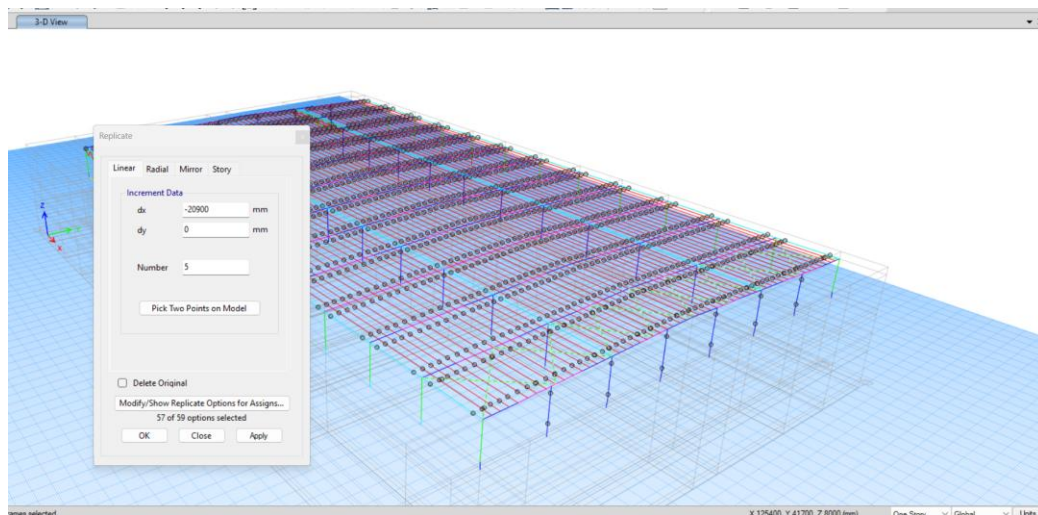 3-D View
Replicate
Linear Radial Mirror Story
Increment Data
dx -20900 mm
dy 0 mm
Number 5
Pick Two Points on Model
Delete Original
Modify/Show Replicate Options for Assigns...
57 of 59 options selected
OK Close Apply
Z
X
selected X 125400, Y 41700, Z 8000 (mm) One Story Global Units